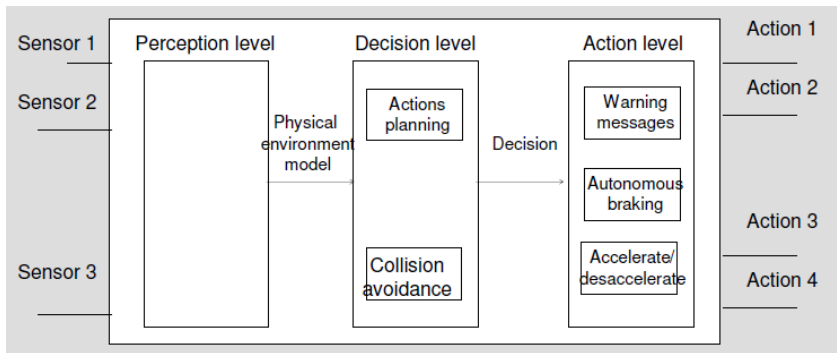 Sensor 1
Sensor 2
Sensor 3
Perception level
Physical
environment
model
Decision level
Actions
planning
Collision
avoidance
Decision
Action level
Warning
messages
Autonomous
braking
Accelerate/
desaccelerate
Action 1
Action 2
Action 3
Action 4